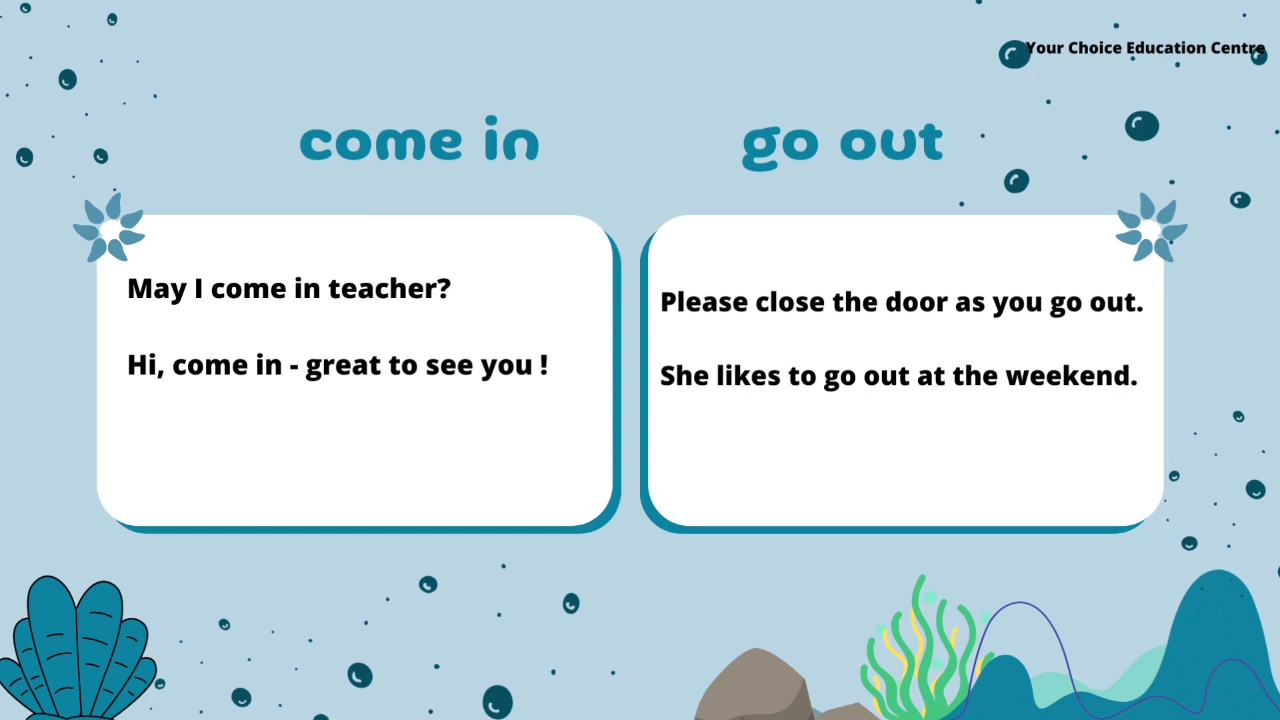 Your Choice Education Centre
come in
go out
May I come in teacher?
Hi, come in - great to see you !
Please close the door as you go out.
She likes to go out at the weekend.